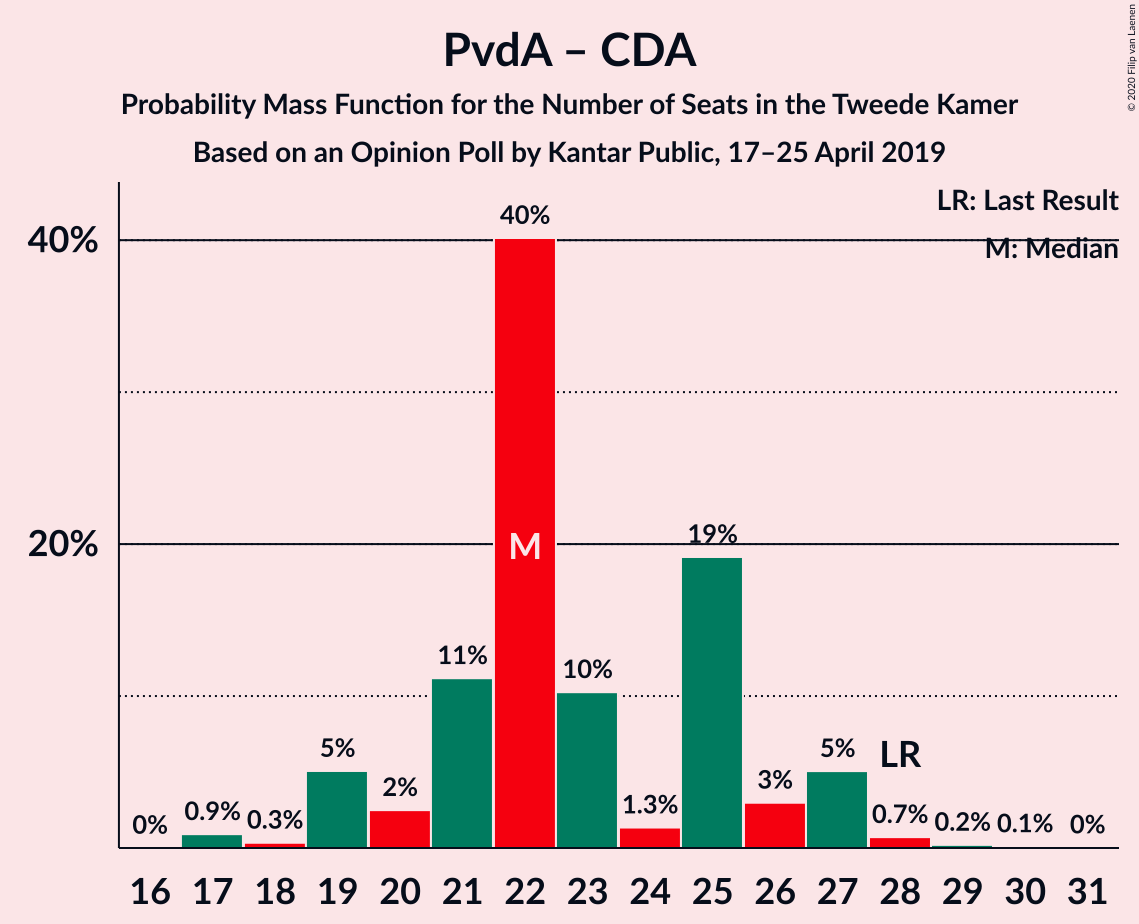 PvdA – CDA
Probability Mass Function for the Number of Seats in the Tweede Kamer
Based on an Opinion Poll by Kantar Public, 17–25 April 2019
© 2020 Filip van Laenen
LR: Last Result
M: Median
40%
20%
0%
0.9%
0.3%
5%
2%
11%
40%
M
10%
1.3%
19%
3%
5%
LR
0.7%
0.2%
0.1%
0%
16 17 18 19 20 21 22 23 24 25 26 27 28 29 30 31